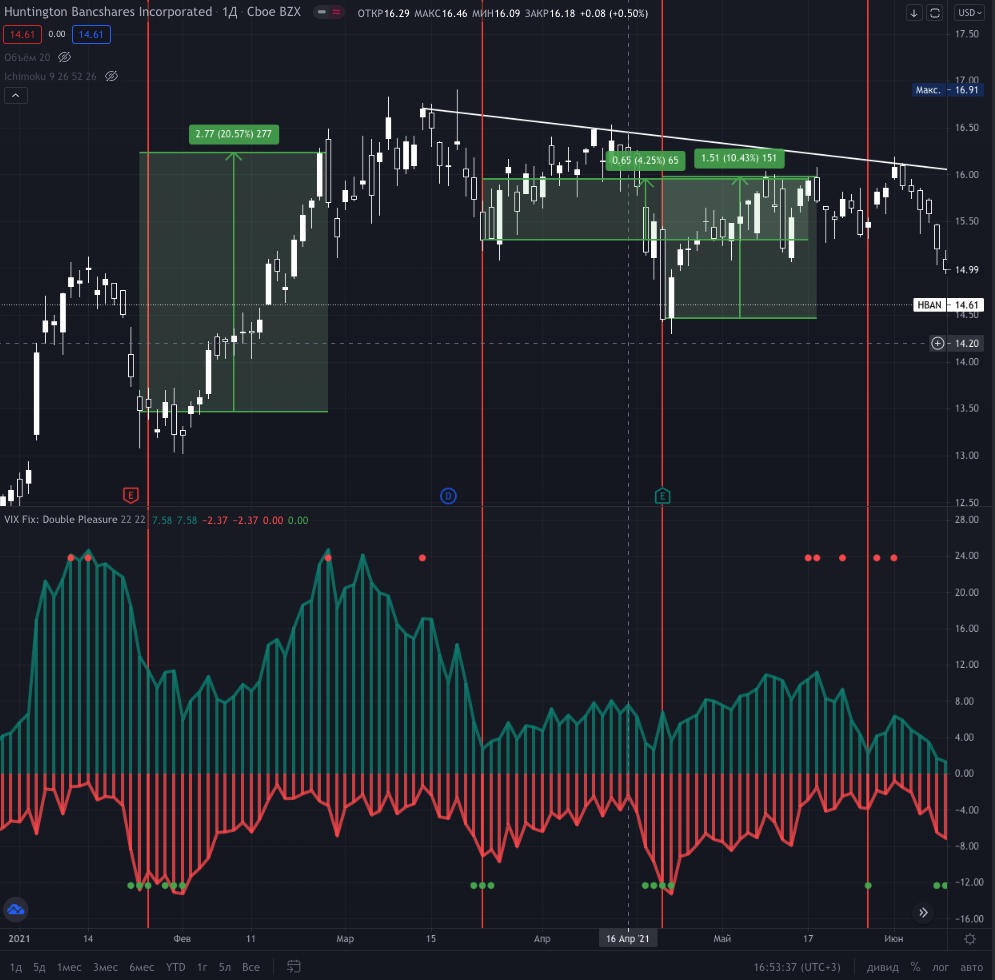 Huntington Bancshares Incorporated · 1Д · Cboe BZX ОТКР16.29 МАКС16.46 МИН16.09 ЗАКР16.18 +0.08 (+0.50%) USD
14.61 0.00 14.61
Объём 20
Ichimoku 9 26 52 26
17.50
17.00
Макс. 16.91
16.50
2.77 (20.57%) 277
0.65 (4.25%) 65
1.51 (10.43%) 151
16.00
15.50
14.99
HBAN 14.61
14.50
14.20
14.00
13.50
13.00
12.50
E D E
VIX Fix: Double Pleasure 22 22 7.58 7.58 −2.37 −2.37 0.00 0.00
28.00
24.00
20.00
16.00
12.00
8.00
4.00
0.00
−4.00
−8.00
−12.00
−16.00
2021 14 Фев 11 Мар 15 Апр 16 Апр '21 Май 17 Июн
1д 5д 1мес 3мес 6мес YTD 1г 5л Все 16:53:37 (UTC+3) дивид % лог авто